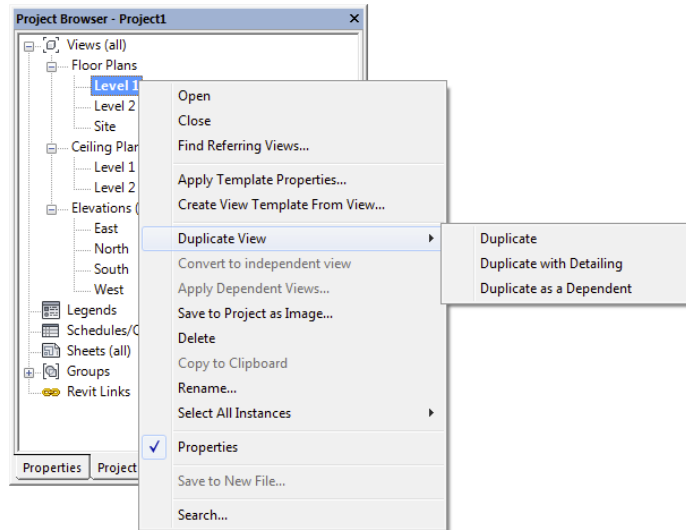 Project Browser - Project1
Views (all)
Floor Plans
Level 1
Level 2
Site
Ceiling Plan
Level 1
Level 2
Elevations (
East
North
South
West
Legends
Schedules/Q
Sheets (all)
Groups
Revit Links
Properties Project
Open
Close
Find Referring Views...
Apply Template Properties...
Create View Template From View...
Duplicate View
Convert to independent view
Apply Dependent Views...
Save to Project as Image...
Delete
Copy to Clipboard
Rename...
Select All Instances
Properties
Save to New File...
Search...
Duplicate
Duplicate with Detailing
Duplicate as a Dependent